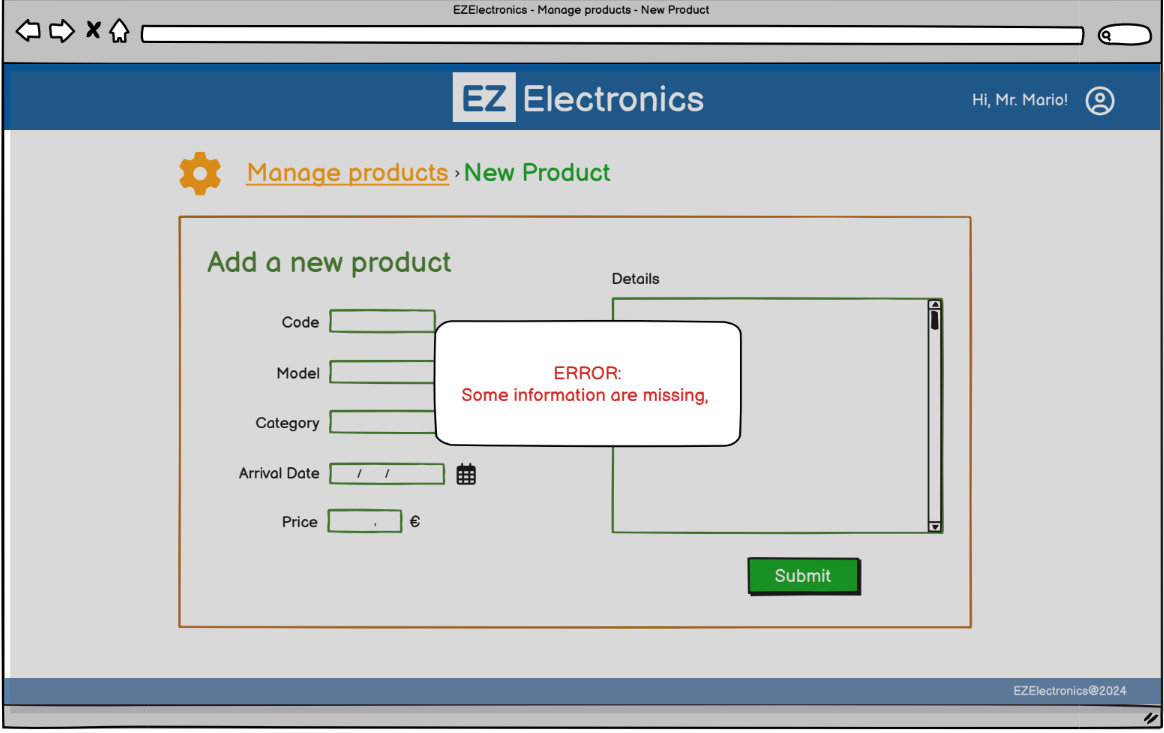 EZElectronics - Manage products - New Product
EZ Electronics
Hi, Mr. Mario!
Manage products › New Product
Add a new product
Details
Code
Model
ERROR:
Some information are missing,
Category
Arrival Date / /
Price , €
Submit
EZElectronics@2024